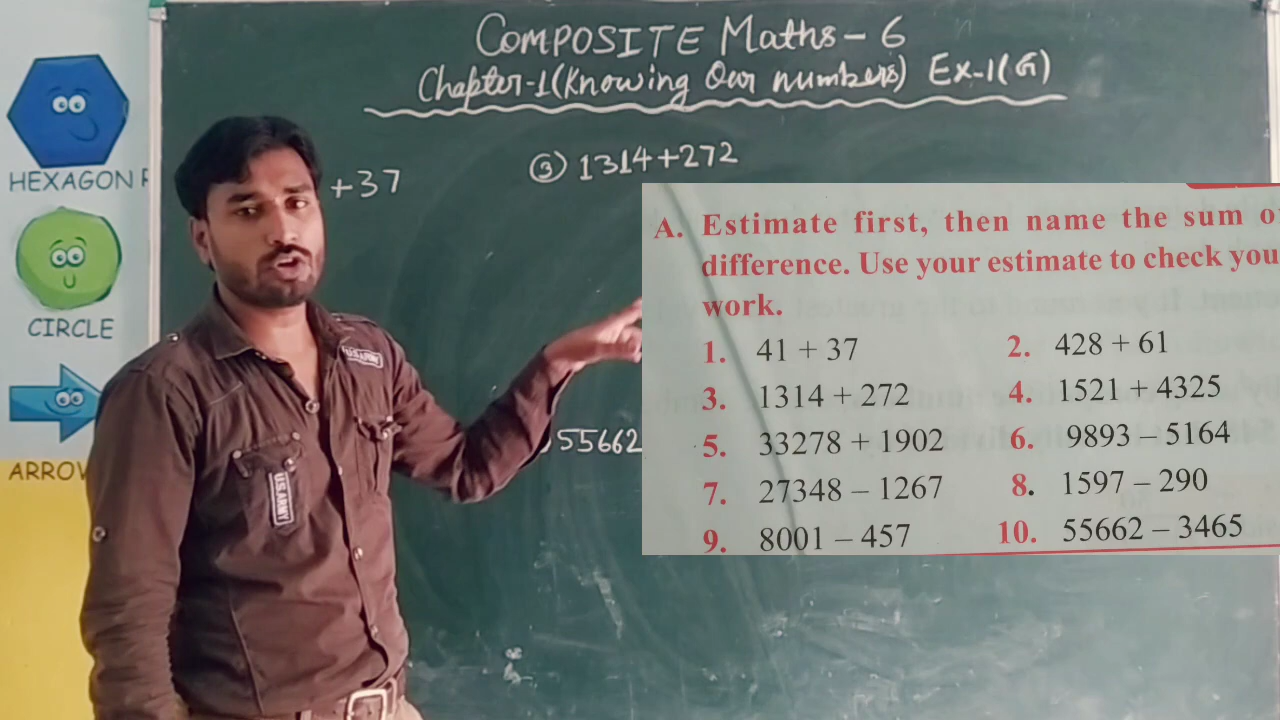 COMPOSITE Maths - 6
Chapter-1(Knowing Our numbers) Ex-1(G)
HEXAGON
CIRCLE
ARROW
+37
③ 1314+272
55662
U.S.ARMY
U.S.ARMY
A. Estimate first, then name the sum o
difference. Use your estimate to check you
work.
1. 41 + 37 2. 428 + 61
3. 1314 + 272 4. 1521 + 4325
5. 33278 + 1902 6. 9893 – 5164
7. 27348 – 1267 8. 1597 – 290
9. 8001 – 457 10. 55662 – 3465